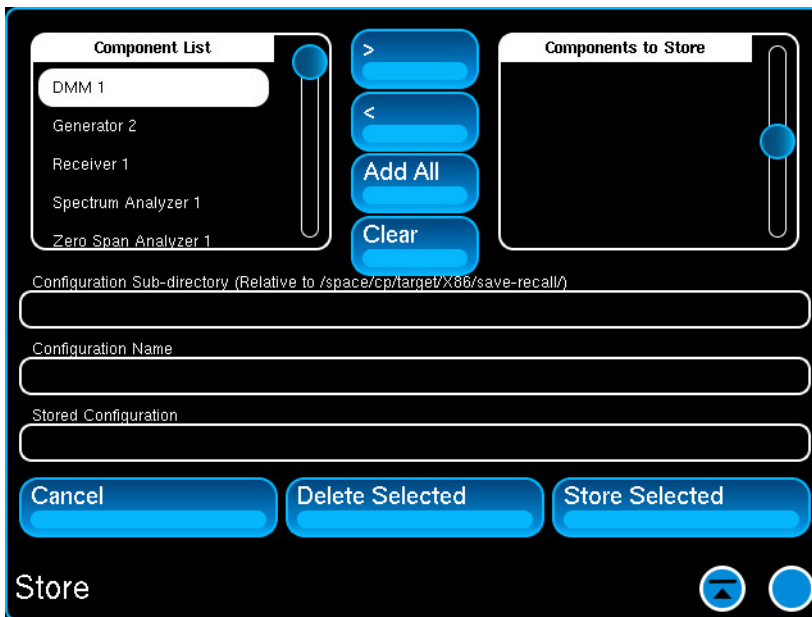 Component List
DMM 1
Generator 2
Receiver 1
Spectrum Analyzer 1
Zero Span Analyzer 1
>
<
Add All
Clear
Components to Store
Configuration Sub-directory (Relative to /space/cp/target/X86/save-recall/)
Configuration Name
Stored Configuration
Cancel
Delete Selected
Store Selected
Store